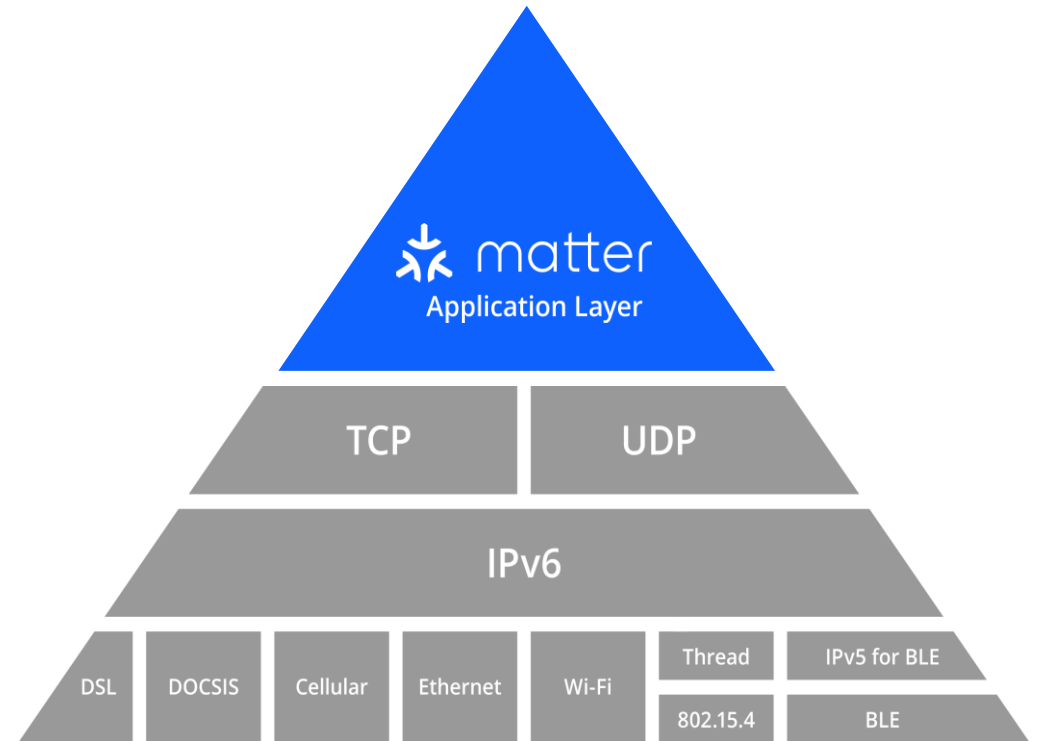 matter
Application Layer
TCP
UDP
IPv6
DSL
DOCSIS
Cellular
Ethernet
Wi-Fi
Thread
802.15.4
IPv5 for BLE
BLE